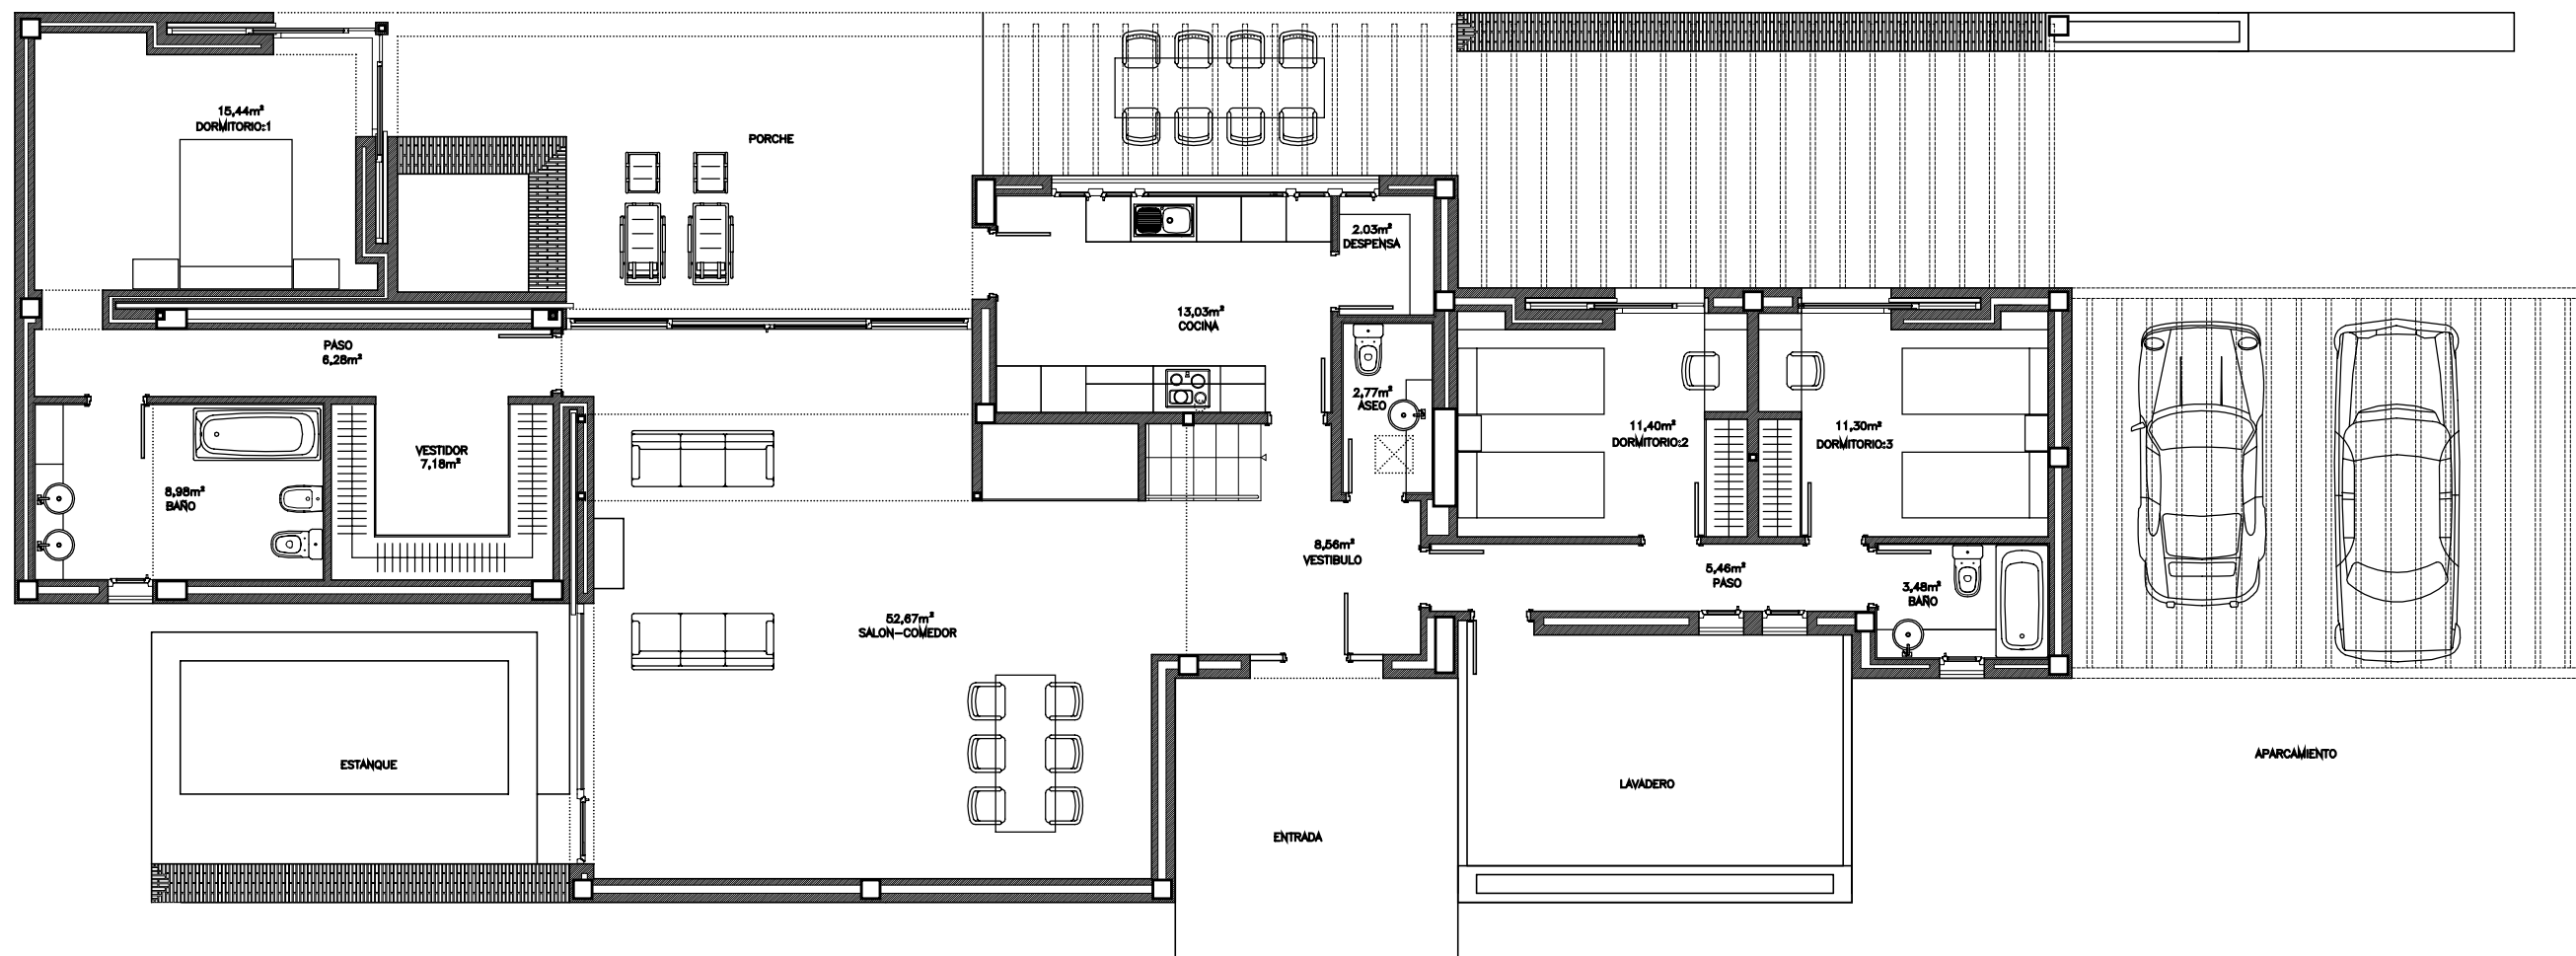 15,44m²
DORMITORIO:1
PORCHE
2.03m²
DESPENSA
13,03m²
COCINA
PASO
6,28m²
2,77m²
ASEO
11,40m²
DORMITORIO:2
11,30m²
DORMITORIO:3
VESTIDOR
7,18m²
8,98m²
BAÑO
8,56m²
VESTIBULO
5,46m²
PASO
3,48m²
BAÑO
52,67m²
SALON-COMEDOR
ESTANQUE
APARCAMIENTO
LAVADERO
ENTRADA